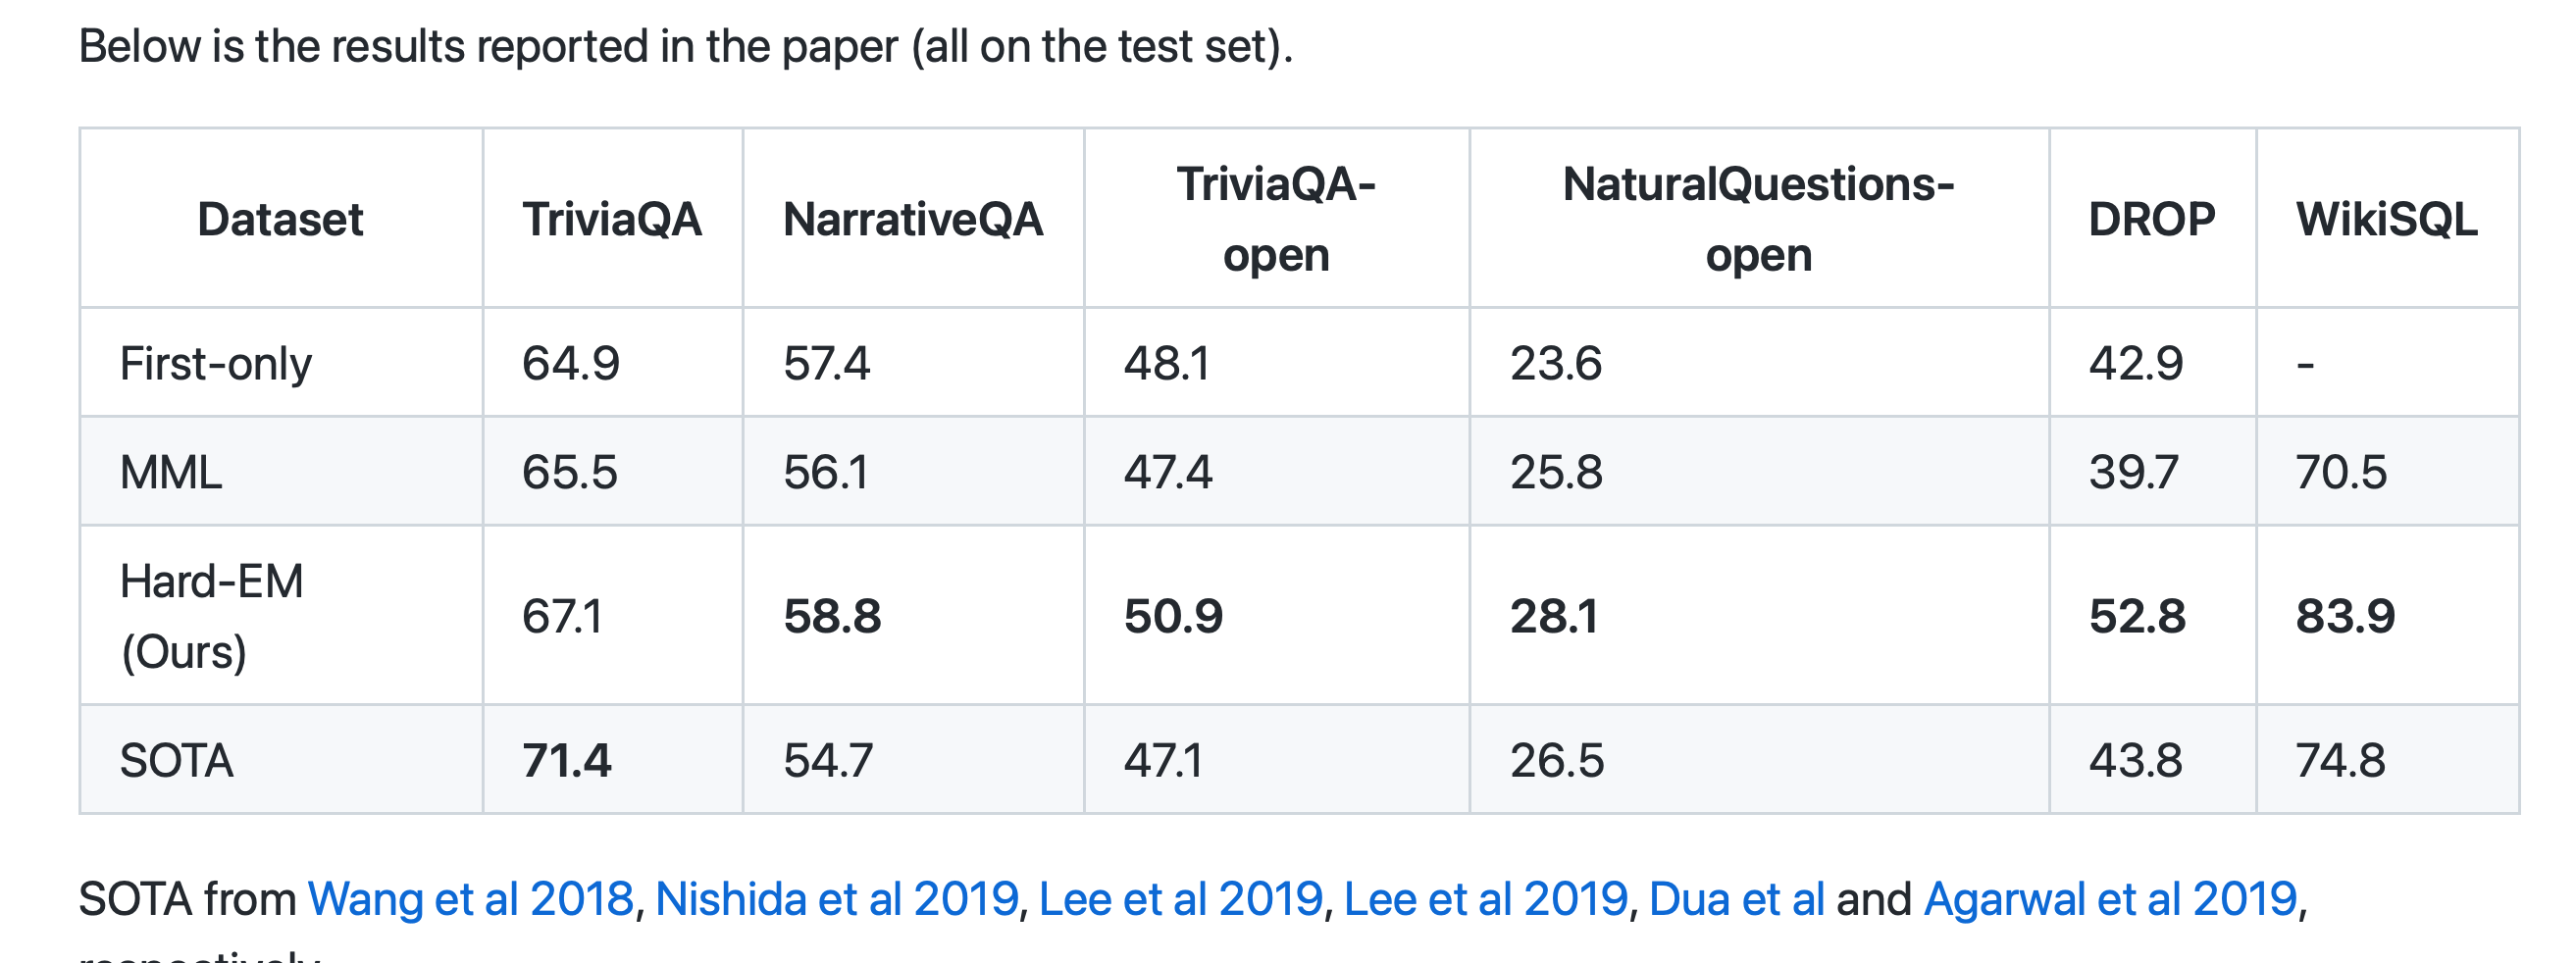 Below is the results reported in the paper (all on the test set).
Dataset TriviaQA NarrativeQA TriviaQA-open NaturalQuestions-open DROP WikiSQL
First-only 64.9 57.4 48.1 23.6 42.9 -
MML 65.5 56.1 47.4 25.8 39.7 70.5
Hard-EM (Ours) 67.1 58.8 50.9 28.1 52.8 83.9
SOTA 71.4 54.7 47.1 26.5 43.8 74.8
SOTA from Wang et al 2018, Nishida et al 2019, Lee et al 2019, Lee et al 2019, Dua et al and Agarwal et al 2019,
respectively